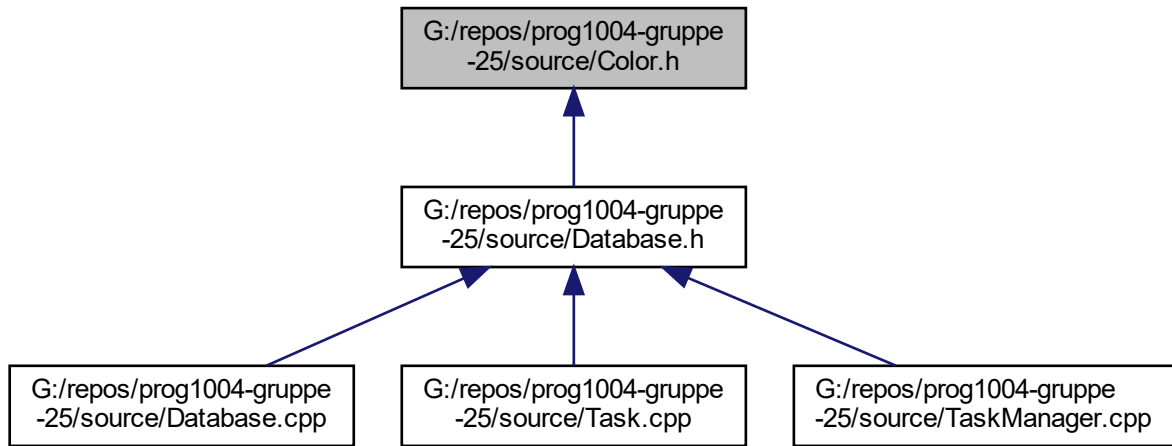 G:/repos/prog1004-gruppe
-25/source/Color.h
G:/repos/prog1004-gruppe
-25/source/Database.h
G:/repos/prog1004-gruppe
-25/source/Database.cpp
G:/repos/prog1004-gruppe
-25/source/Task.cpp
G:/repos/prog1004-gruppe
-25/source/TaskManager.cpp